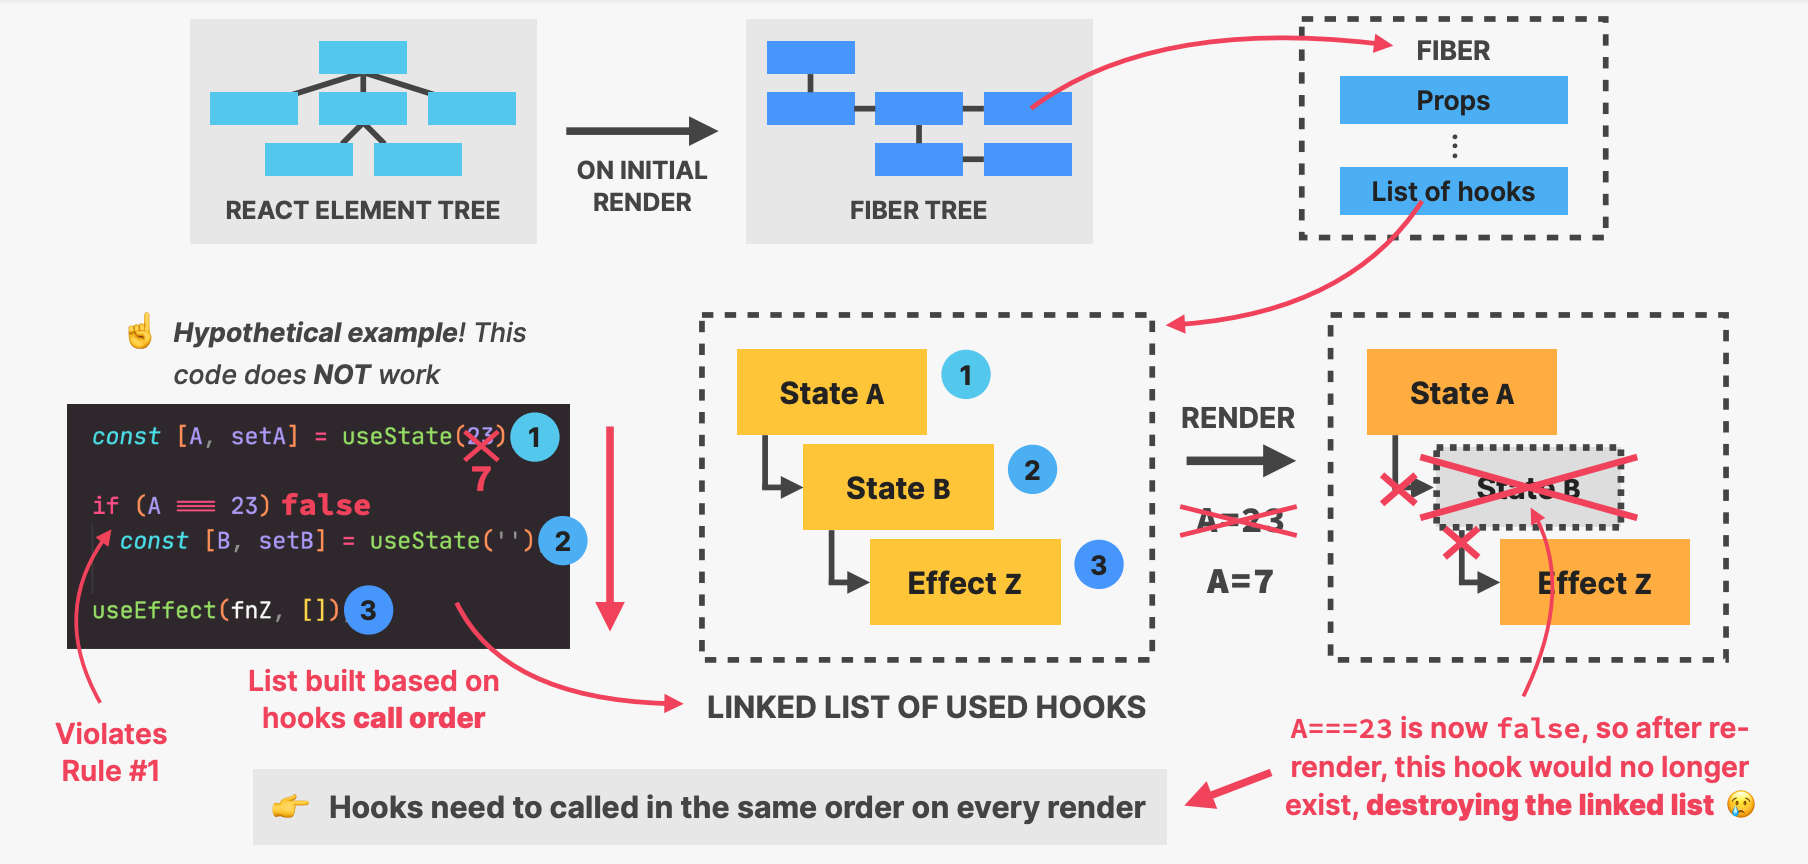 REACT ELEMENT TREE
ON INITIAL
RENDER
FIBER TREE
FIBER
Props
List of hooks
☝️ Hypothetical example! This
code does NOT work
const [A, setA] = useState(23) 1
7
if (A === 23) false
const [B, setB] = useState('') 2
useEffect(fnZ, []) 3
Violates
Rule #1
List built based on
hooks call order
State A 1
State B 2
Effect Z 3
LINKED LIST OF USED HOOKS
RENDER
A=23
A=7
State A
State B
Effect Z
A===23 is now false, so after re-
render, this hook would no longer
exist, destroying the linked list 😢
👉 Hooks need to called in the same order on every render